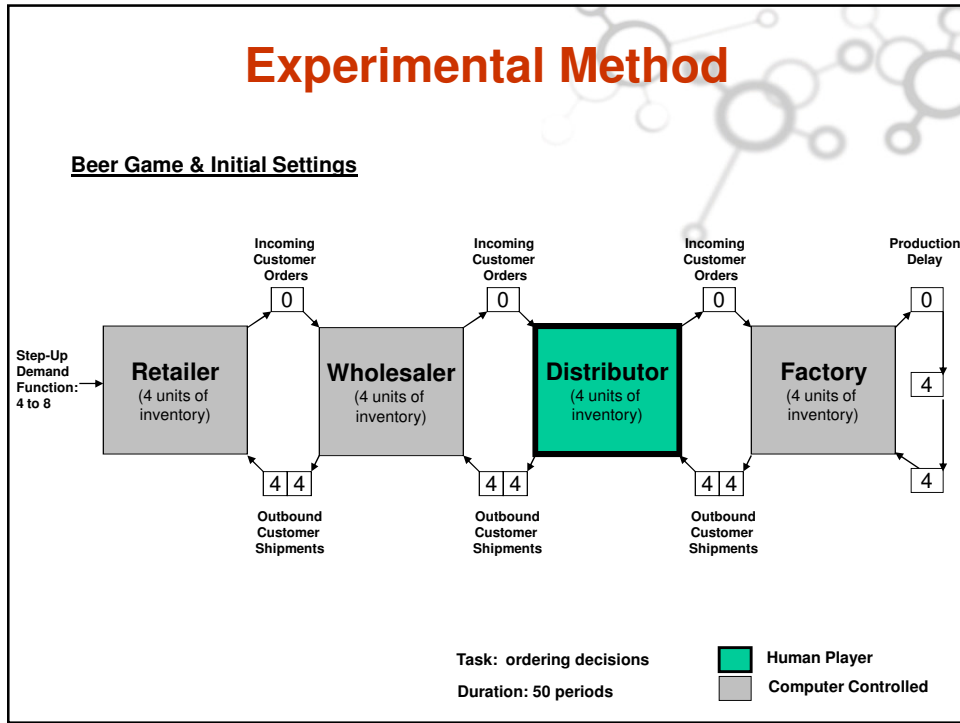 Experimental Method
Beer Game & Initial Settings
Incoming
Customer
Orders
0
Incoming
Customer
Orders
0
Incoming
Customer
Orders
0
Production
Delay
0
4
4
Step-Up
Demand
Function:
4 to 8
Retailer
(4 units of
inventory)
Wholesaler
(4 units of
inventory)
Distributor
(4 units of
inventory)
Factory
(4 units of
inventory)
4 4
Outbound
Customer
Shipments
4 4
Outbound
Customer
Shipments
4 4
Outbound
Customer
Shipments
Task: ordering decisions
Duration: 50 periods
Human Player
Computer Controlled